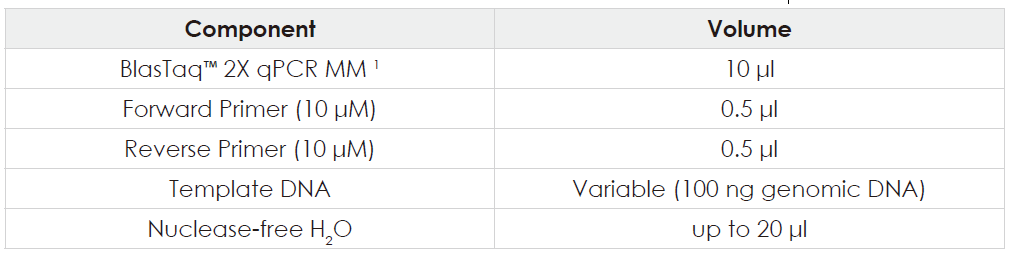 Component Volume
BlasTaq™ 2X qPCR MM ¹ 10 µl
Forward Primer (10 µM) 0.5 µl
Reverse Primer (10 µM) 0.5 µl
Template DNA Variable (100 ng genomic DNA)
Nuclease-free H₂O up to 20 µl